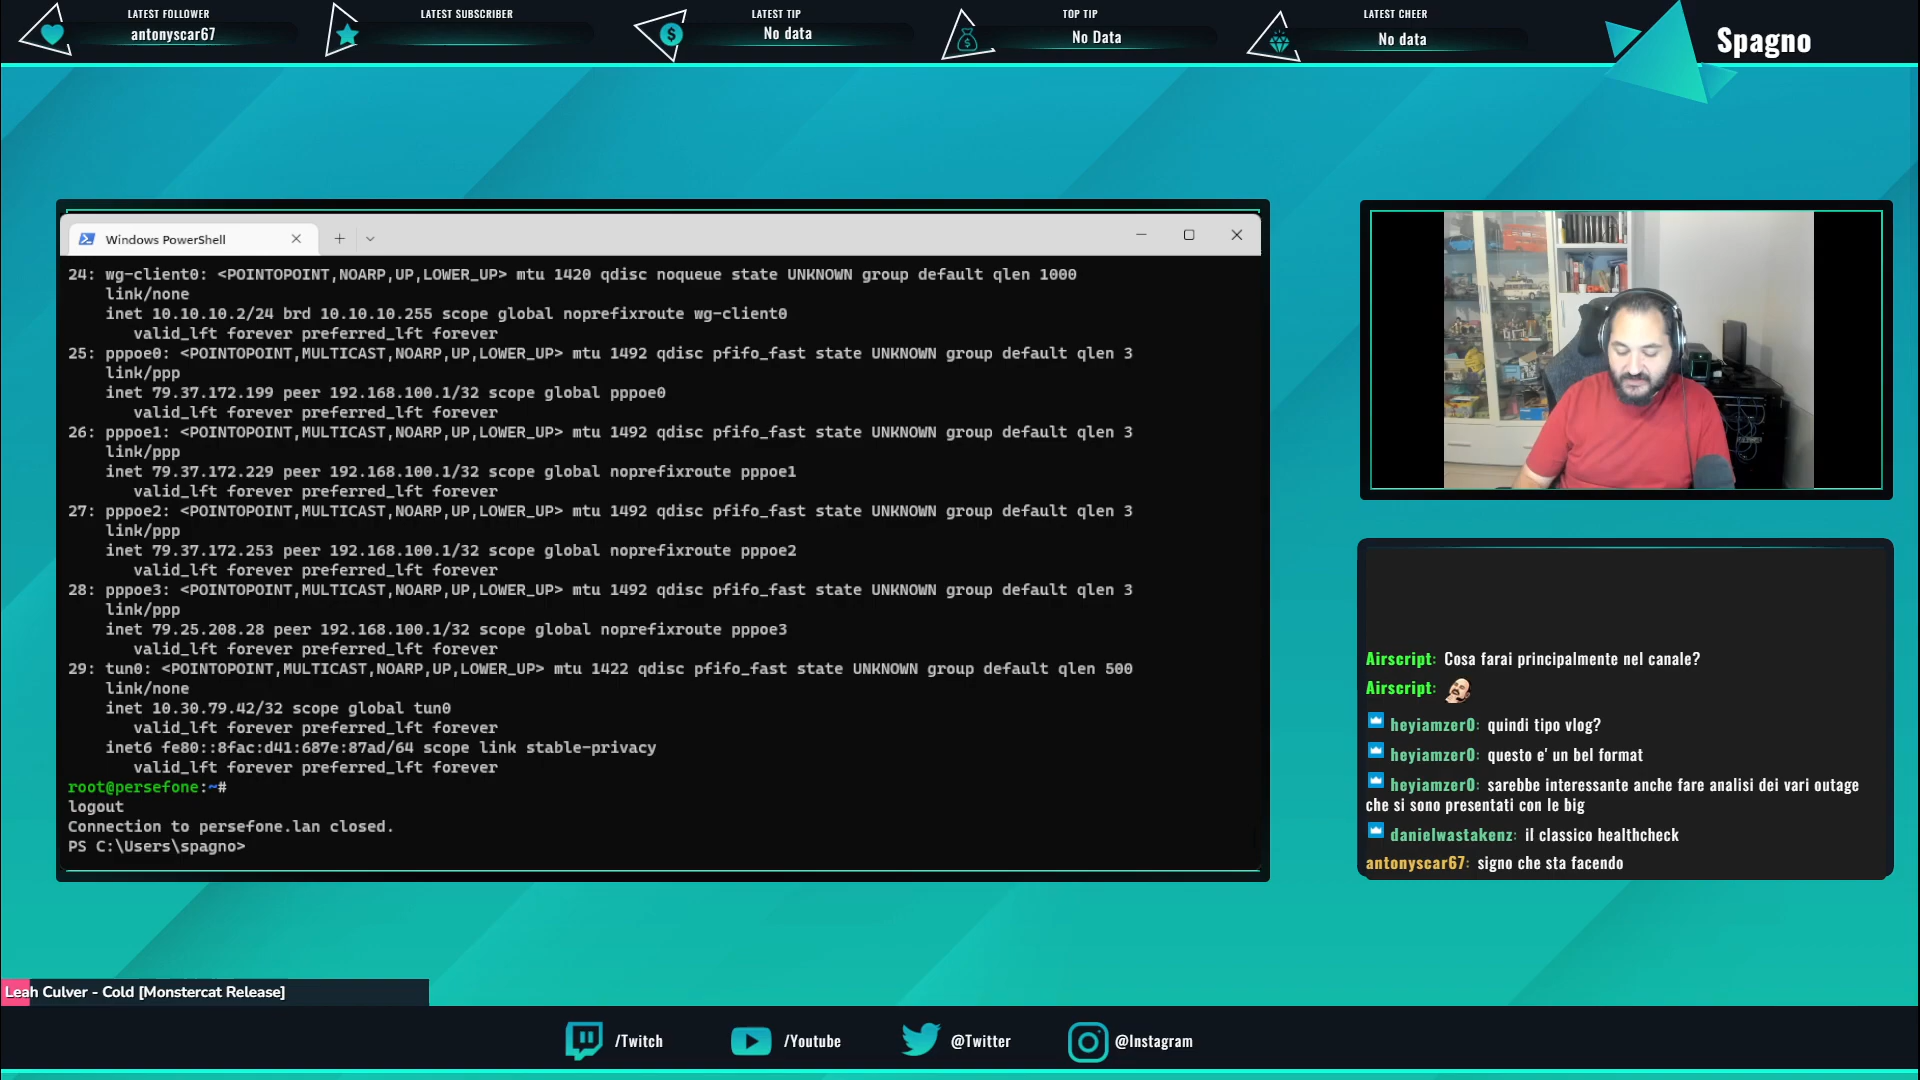 LATEST FOLLOWER
antonyscar67
LATEST SUBSCRIBER
LATEST TIP
No data
TOP TIP
No Data
LATEST CHEER
No data
Spagno
Windows PowerShell
24: wg-client0: <POINTOPOINT,NOARP,UP,LOWER_UP> mtu 1420 qdisc noqueue state UNKNOWN group default qlen 1000
link/none
inet 10.10.10.2/24 brd 10.10.10.255 scope global noprefixroute wg-client0
valid_lft forever preferred_lft forever
25: pppoe0: <POINTOPOINT,MULTICAST,NOARP,UP,LOWER_UP> mtu 1492 qdisc pfifo_fast state UNKNOWN group default qlen 3
link/ppp
inet 79.37.172.199 peer 192.168.100.1/32 scope global pppoe0
valid_lft forever preferred_lft forever
26: pppoe1: <POINTOPOINT,MULTICAST,NOARP,UP,LOWER_UP> mtu 1492 qdisc pfifo_fast state UNKNOWN group default qlen 3
link/ppp
inet 79.37.172.229 peer 192.168.100.1/32 scope global noprefixroute pppoe1
valid_lft forever preferred_lft forever
27: pppoe2: <POINTOPOINT,MULTICAST,NOARP,UP,LOWER_UP> mtu 1492 qdisc pfifo_fast state UNKNOWN group default qlen 3
link/ppp
inet 79.37.172.253 peer 192.168.100.1/32 scope global noprefixroute pppoe2
valid_lft forever preferred_lft forever
28: pppoe3: <POINTOPOINT,MULTICAST,NOARP,UP,LOWER_UP> mtu 1492 qdisc pfifo_fast state UNKNOWN group default qlen 3
link/ppp
inet 79.25.208.28 peer 192.168.100.1/32 scope global noprefixroute pppoe3
valid_lft forever preferred_lft forever
29: tun0: <POINTOPOINT,MULTICAST,NOARP,UP,LOWER_UP> mtu 1422 qdisc pfifo_fast state UNKNOWN group default qlen 500
link/none
inet 10.30.79.42/32 scope global tun0
valid_lft forever preferred_lft forever
inet6 fe80::8fac:d41:687e:87ad/64 scope link stable-privacy
valid_lft forever preferred_lft forever
root@persefone:~#
logout
Connection to persefone.lan closed.
PS C:\Users\spagno>
Airscript: Cosa farai principalmente nel canale?
Airscript:
heyiamzer0: quindi tipo vlog?
heyiamzer0: questo e' un bel format
heyiamzer0: sarebbe interessante anche fare analisi dei vari outage
che si sono presentati con le big
danielwastakenz: il classico healthcheck
antonyscar67: signo che sta facendo
Leah Culver - Cold [Monstercat Release]
/Twitch
/Youtube
@Twitter
@Instagram